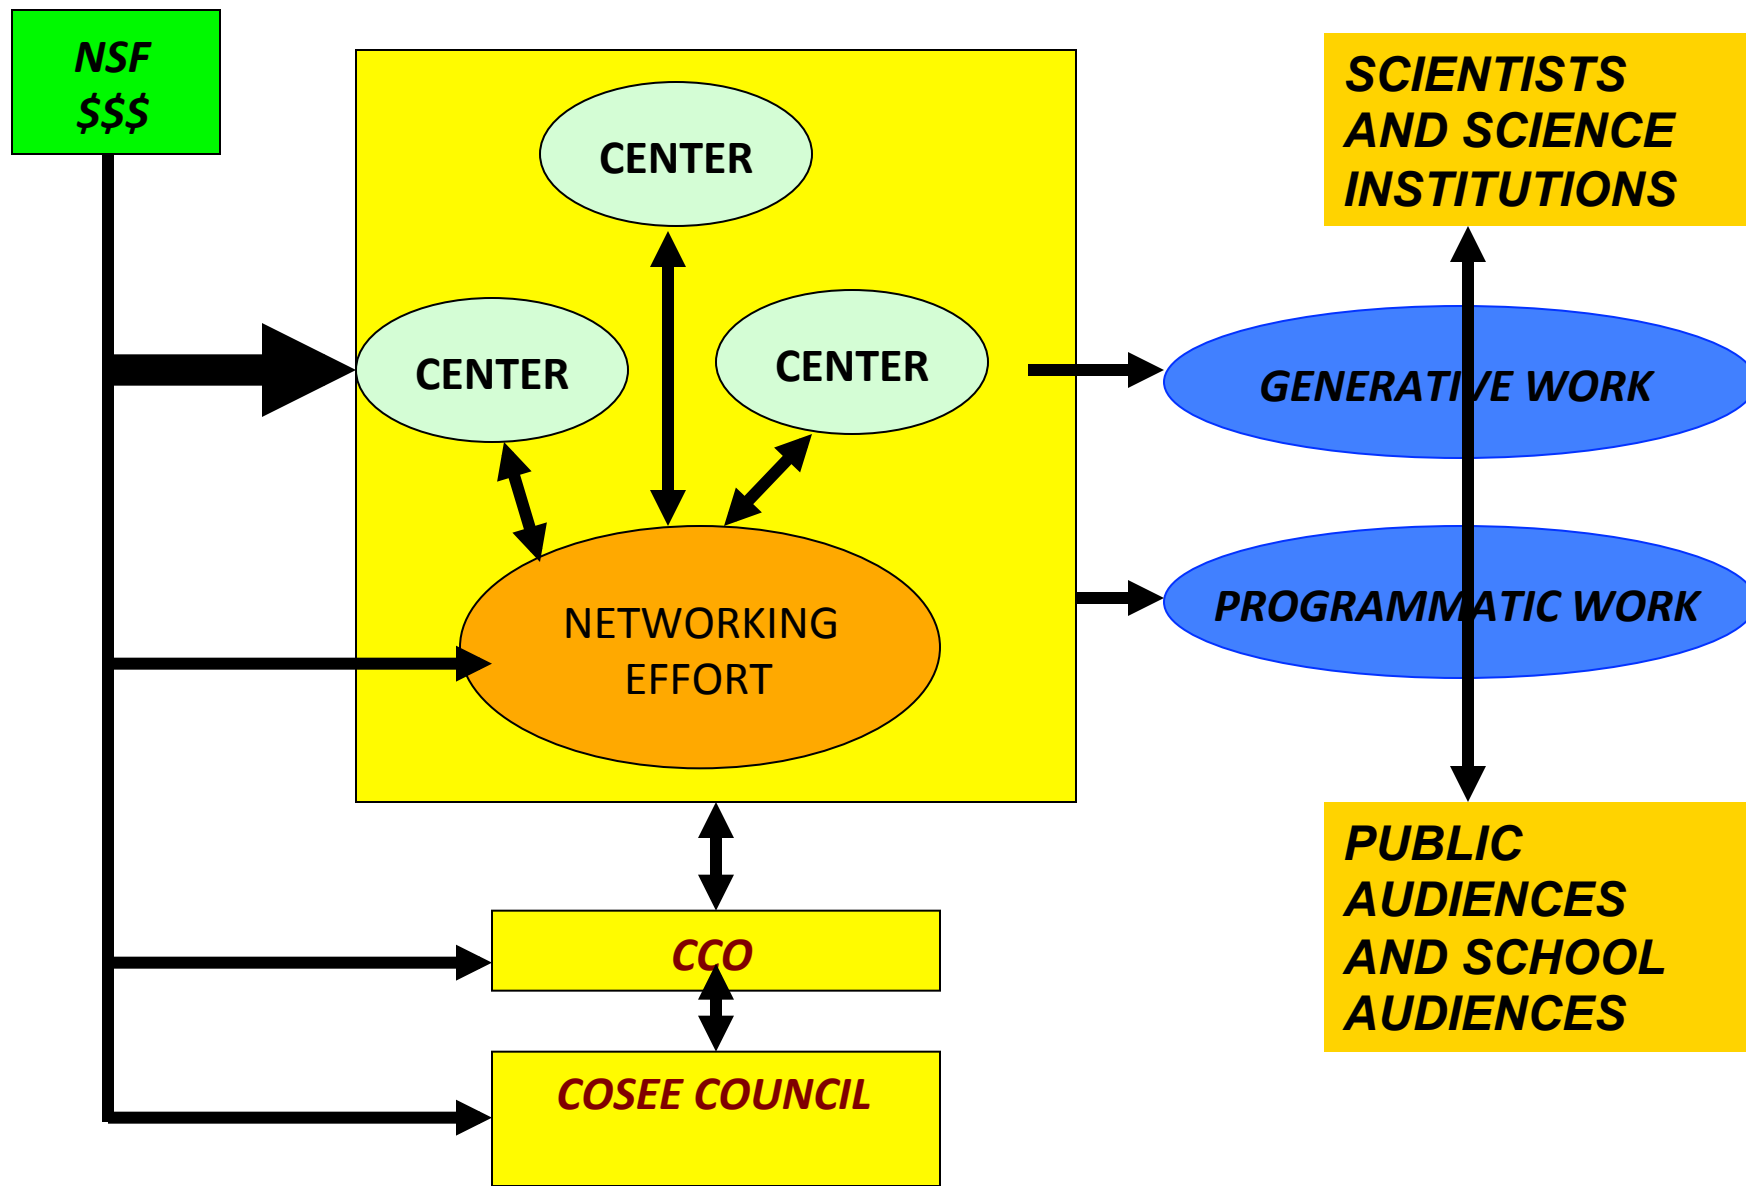 NSF
$$$
CENTER
CENTER
CENTER
NETWORKING
EFFORT
CCO
COSEE COUNCIL
SCIENTISTS
AND SCIENCE
INSTITUTIONS
GENERATIVE WORK
PROGRAMMATIC WORK
PUBLIC
AUDIENCES
AND SCHOOL
AUDIENCES